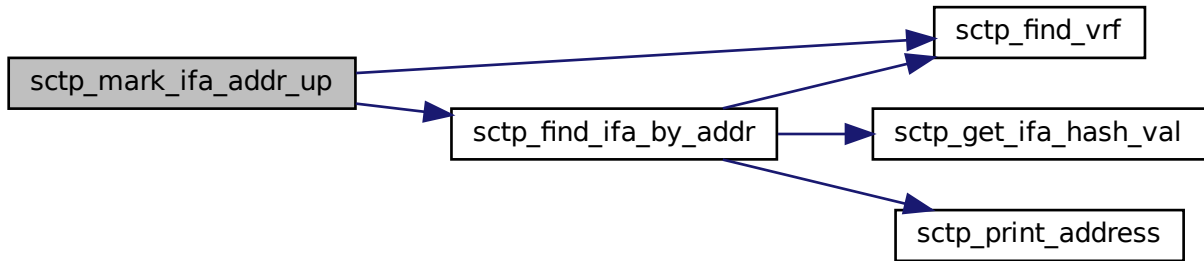 sctp_mark_ifa_addr_up
sctp_find_vrf
sctp_find_ifa_by_addr
sctp_get_ifa_hash_val
sctp_print_address